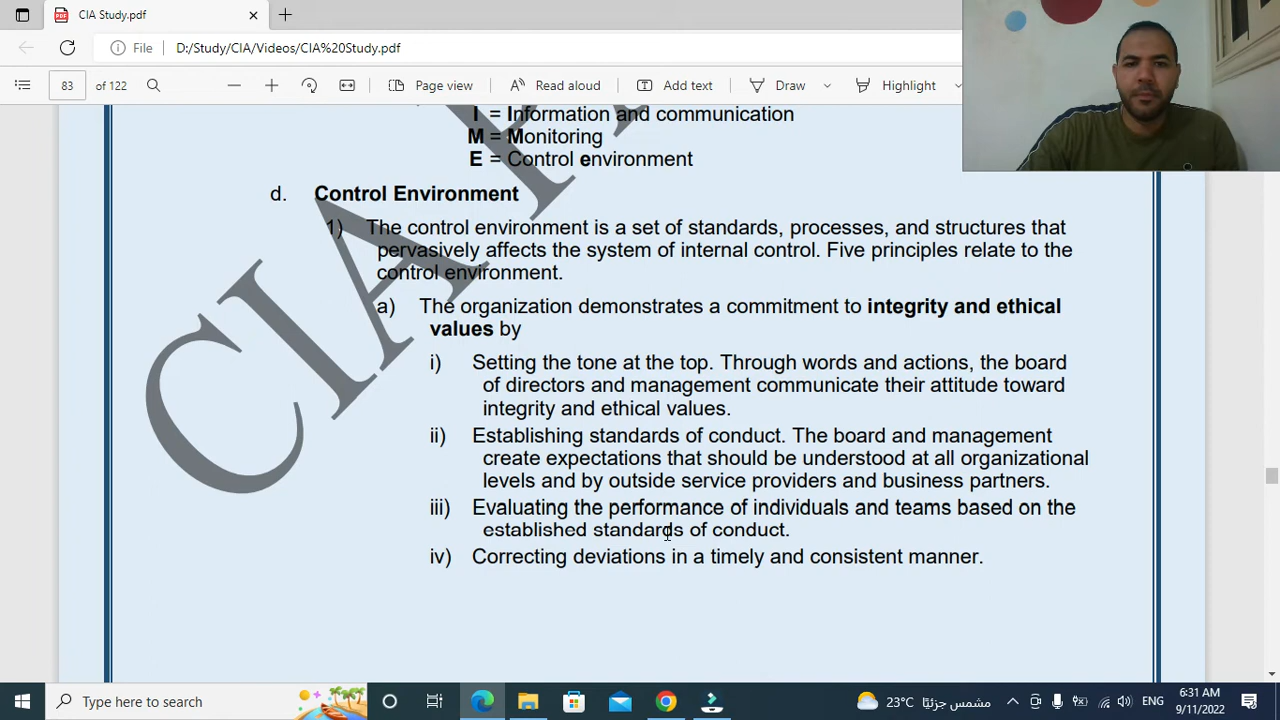 CIA Study.pdf
File
D:/Study/CIA/Videos/CIA%20Study.pdf
83
of 122
Page view
Read aloud
Add text
Draw
Highlight
I = Information and communication
M = Monitoring
E = Control environment
d. Control Environment
1) The control environment is a set of standards, processes, and structures that
pervasively affects the system of internal control. Five principles relate to the
control environment.
a) The organization demonstrates a commitment to integrity and ethical
values by
i) Setting the tone at the top. Through words and actions, the board
of directors and management communicate their attitude toward
integrity and ethical values.
ii) Establishing standards of conduct. The board and management
create expectations that should be understood at all organizational
levels and by outside service providers and business partners.
iii) Evaluating the performance of individuals and teams based on the
established standards of conduct.
iv) Correcting deviations in a timely and consistent manner.
CIA
Type here to search
23°C
مشمس جزئيًا
ENG
6:31 AM
9/11/2022